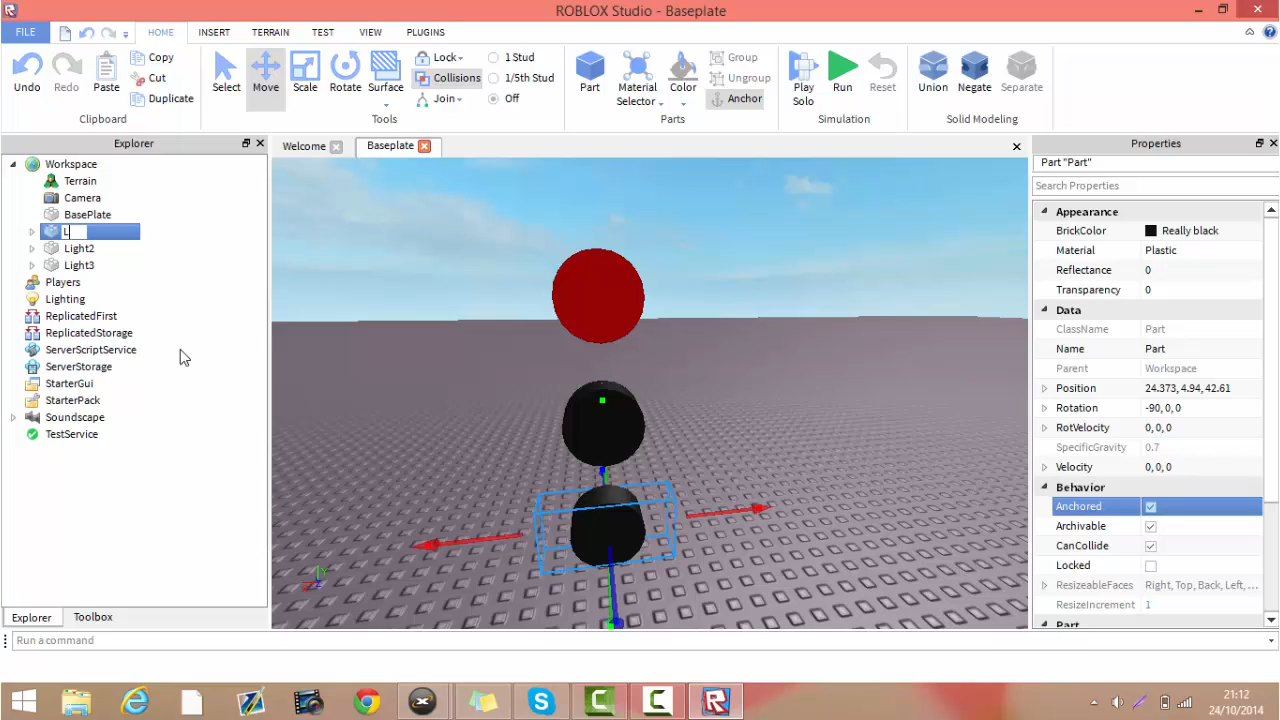 ROBLOX Studio - Baseplate
FILE HOME INSERT TERRAIN TEST VIEW PLUGINS
Undo Redo Paste Copy Cut Duplicate
Clipboard
Select Move Scale Rotate Surface Lock Collisions Join 1 Stud 1/5th Stud Off
Tools
Part Material Selector Color Group Ungroup Anchor
Parts
Play Solo Run Reset
Simulation
Union Negate Separate
Solid Modeling
Explorer
Workspace
Terrain
Camera
BasePlate
L
Light2
Light3
Players
Lighting
ReplicatedFirst
ReplicatedStorage
ServerScriptService
ServerStorage
StarterGui
StarterPack
Soundscape
TestService
Explorer Toolbox
Welcome Baseplate
Y
Properties
Part "Part"
Search Properties
Appearance
BrickColor Really black
Material Plastic
Reflectance 0
Transparency 0
Data
ClassName Part
Name Part
Parent Workspace
Position 24.373, 4.94, 42.61
Rotation -90, 0, 0
RotVelocity 0, 0, 0
SpecificGravity 0.7
Velocity 0, 0, 0
Behavior
Anchored
Archivable
CanCollide
Locked
ResizeableFaces Right, Top, Back, Left, ...
ResizeIncrement 1
Part
Run a command
21:12
24/10/2014